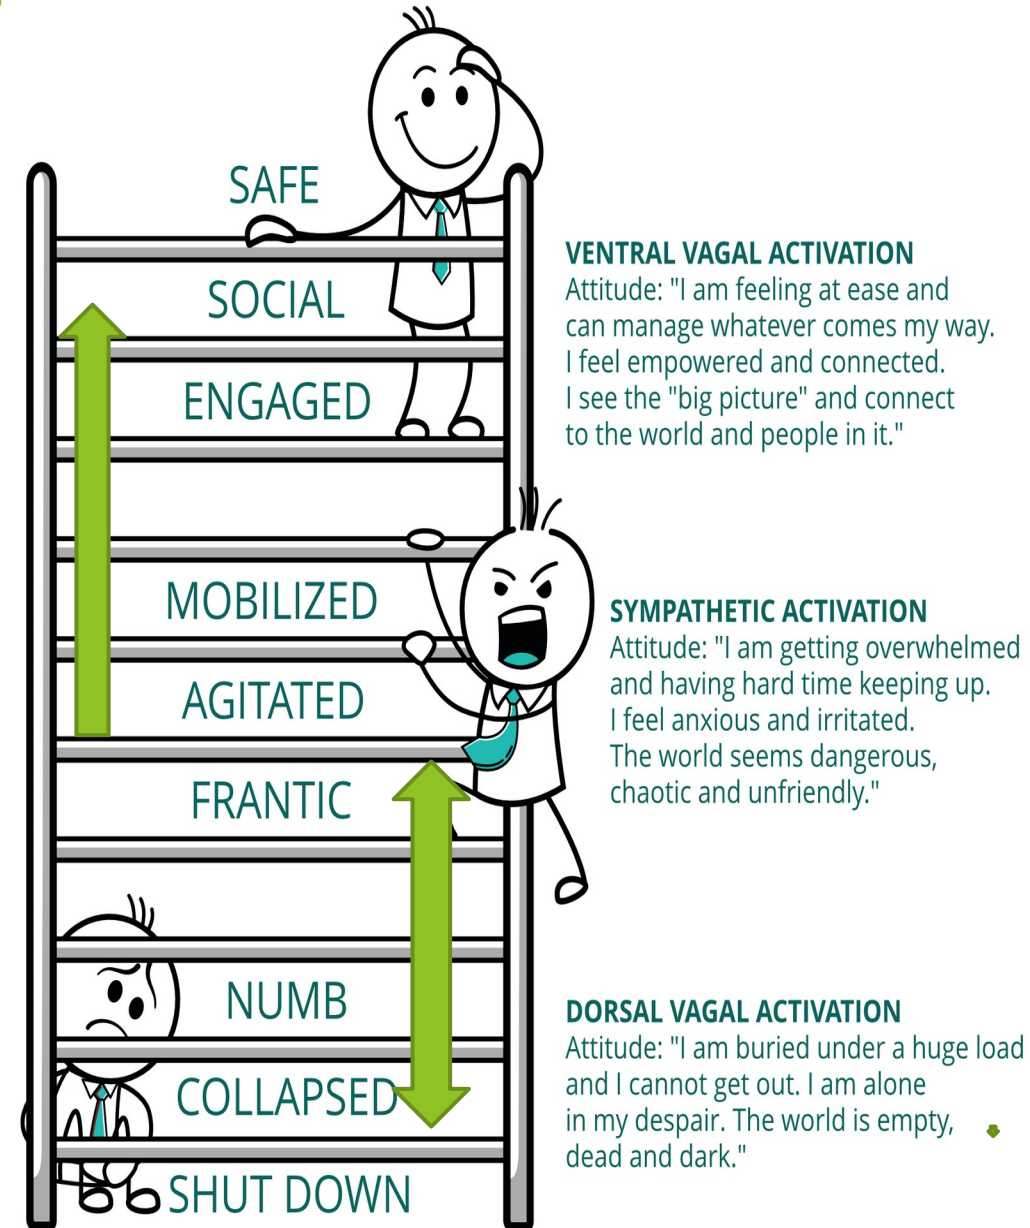 SAFE
SOCIAL
ENGAGED
VENTRAL VAGAL ACTIVATION
Attitude: "I am feeling at ease and
can manage whatever comes my way.
I feel empowered and connected.
I see the "big picture" and connect
to the world and people in it."
MOBILIZED
AGITATED
FRANTIC
SYMPATHETIC ACTIVATION
Attitude: "I am getting overwhelmed
and having hard time keeping up.
I feel anxious and irritated.
The world seems dangerous,
chaotic and unfriendly."
NUMB
COLLAPSED
SHUT DOWN
DORSAL VAGAL ACTIVATION
Attitude: "I am buried under a huge load
and I cannot get out. I am alone
in my despair. The world is empty,
dead and dark."